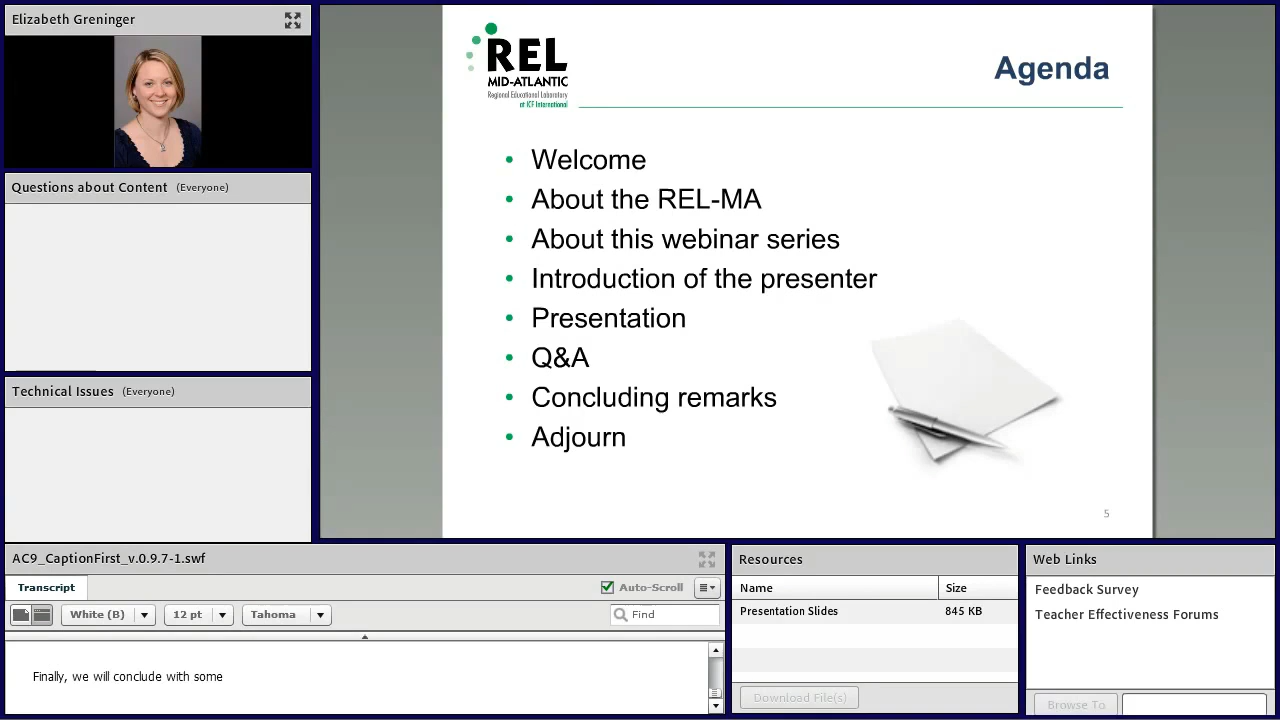 Elizabeth Greninger
Questions about Content (Everyone)
Technical Issues (Everyone)
REL
MID-ATLANTIC
Regional Educational Laboratory
at ICF International
Agenda
• Welcome
• About the REL-MA
• About this webinar series
• Introduction of the presenter
• Presentation
• Q&A
• Concluding remarks
• Adjourn
5
AC9_CaptionFirst_v.0.9.7-1.swf
Transcript
Auto-Scroll
White (B)
12 pt
Tahoma
Find
Finally, we will conclude with some
Resources
Name Size
Presentation Slides 845 KB
Download File(s)
Web Links
Feedback Survey
Teacher Effectiveness Forums
Browse To